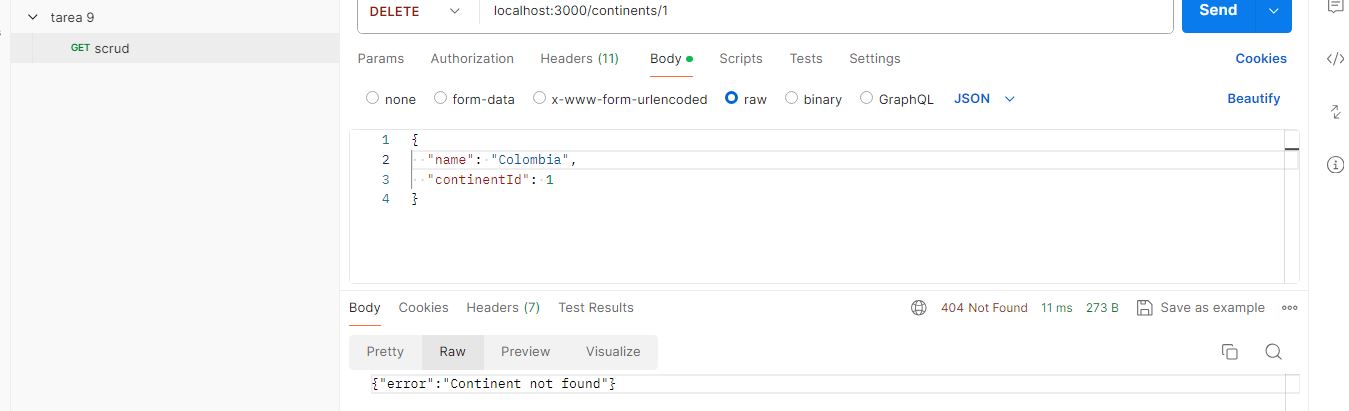 tarea 9
GET scrud
DELETE
localhost:3000/continents/1
Send
Params Authorization Headers (11) Body Scripts Tests Settings Cookies
none form-data x-www-form-urlencoded raw binary GraphQL JSON Beautify
1 {
2 "name": "Colombia",
3 "continentId": 1
4 }
Body Cookies Headers (7) Test Results 404 Not Found 11 ms 273 B Save as example
Pretty Raw Preview Visualize
{"error":"Continent not found"}